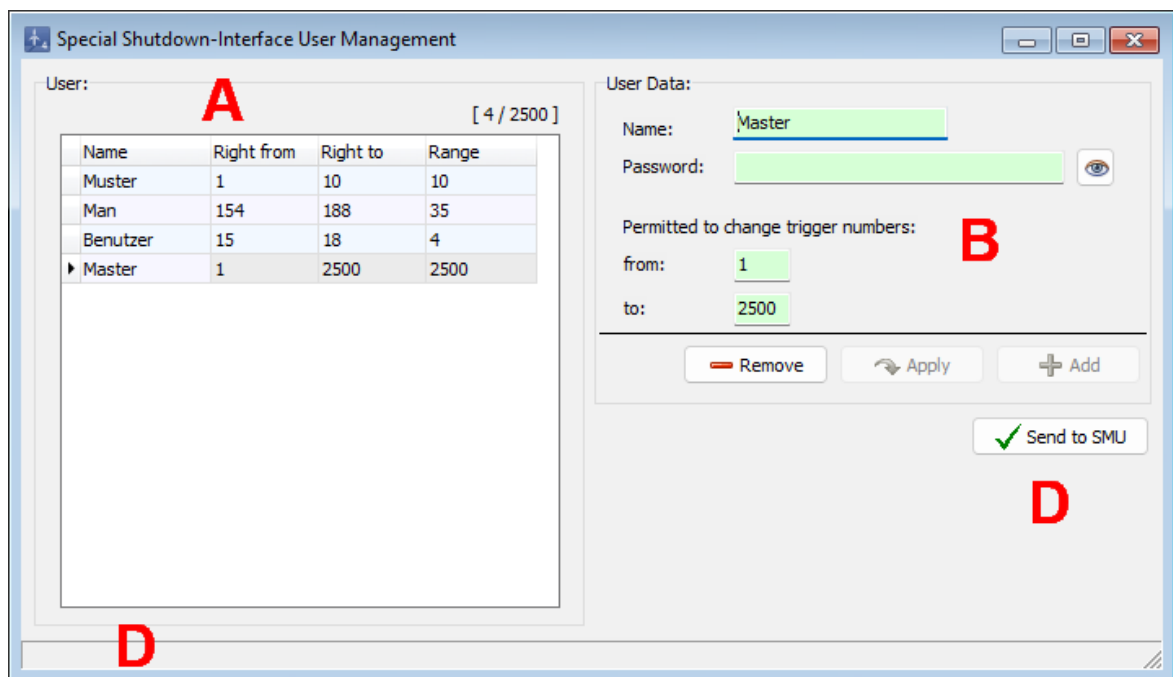 Special Shutdown-Interface User Management
User:
A
[ 4 / 2500 ]
Name Right from Right to Range
Muster 1 10 10
Man 154 188 35
Benutzer 15 18 4
Master 1 2500 2500
D
User Data:
Name: Master
Password:
Permitted to change trigger numbers:
B
from: 1
to: 2500
Remove Apply Add
Send to SMU
D